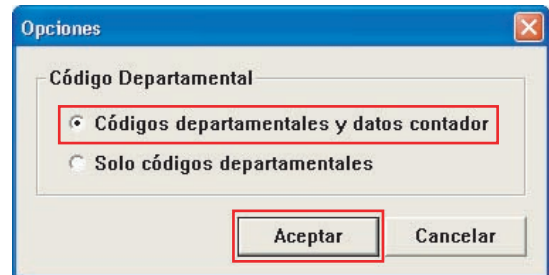 Opciones
Código Departamental
Códigos departamentales y datos contador
Solo códigos departamentales
Aceptar
Cancelar